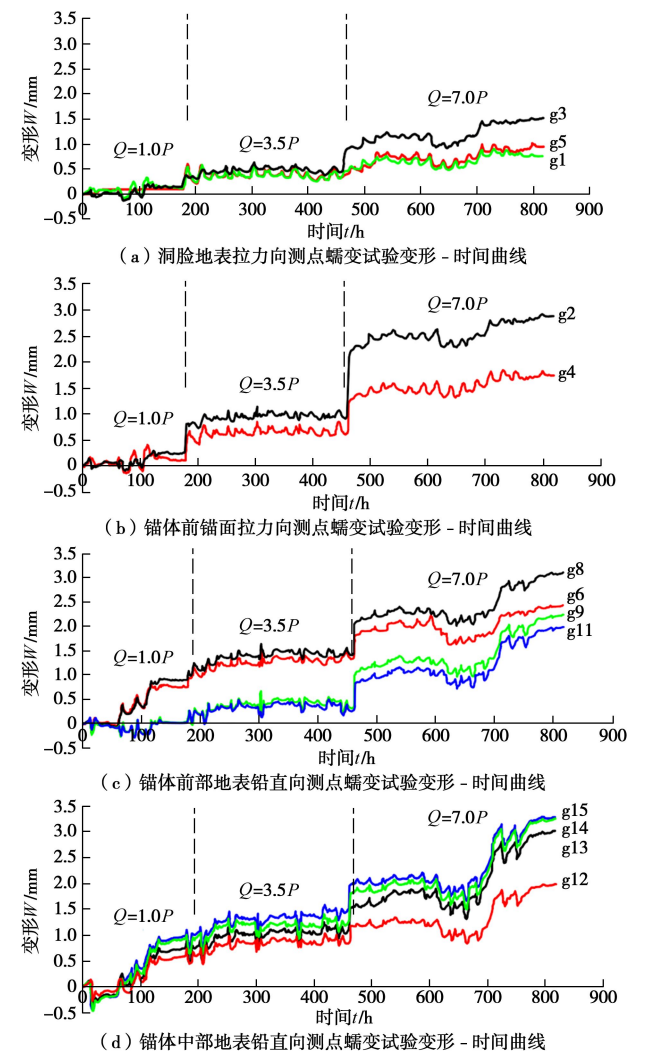 3.5
3.0
2.5
2.0
1.5
1.0
0.5
0
-0.5
变形W/mm
Q=1.0P
Q=3.5P
Q=7.0P
g3
g5
g1
0 100 200 300 400 500 600 700 800 900
时间t/h
（a）洞脸地表拉力向测点蠕变试验变形－时间曲线
3.5
3.0
2.5
2.0
1.5
1.0
0.5
0
-0.5
变形W/mm
Q=1.0P
Q=3.5P
Q=7.0P
g2
g4
0 100 200 300 400 500 600 700 800 900
时间t/h
（b）锚体前锚面拉力向测点蠕变试验变形－时间曲线
3.5
3.0
2.5
2.0
1.5
1.0
0.5
0
-0.5
变形W/mm
Q=1.0P
Q=3.5P
Q=7.0P
g8
g6
g9
g11
100 200 300 400 500 600 700 800 900
时间t/h
（c）锚体前部地表铅直向测点蠕变试验变形－时间曲线
3.5
3.0
2.5
2.0
1.5
1.0
0.5
0
-0.5
变形W/mm
Q=1.0P
Q=3.5P
Q=7.0P
g15
g14
g13
g12
100 200 300 400 500 600 700 800 900
时间t/h
（d）锚体中部地表铅直向测点蠕变试验变形－时间曲线